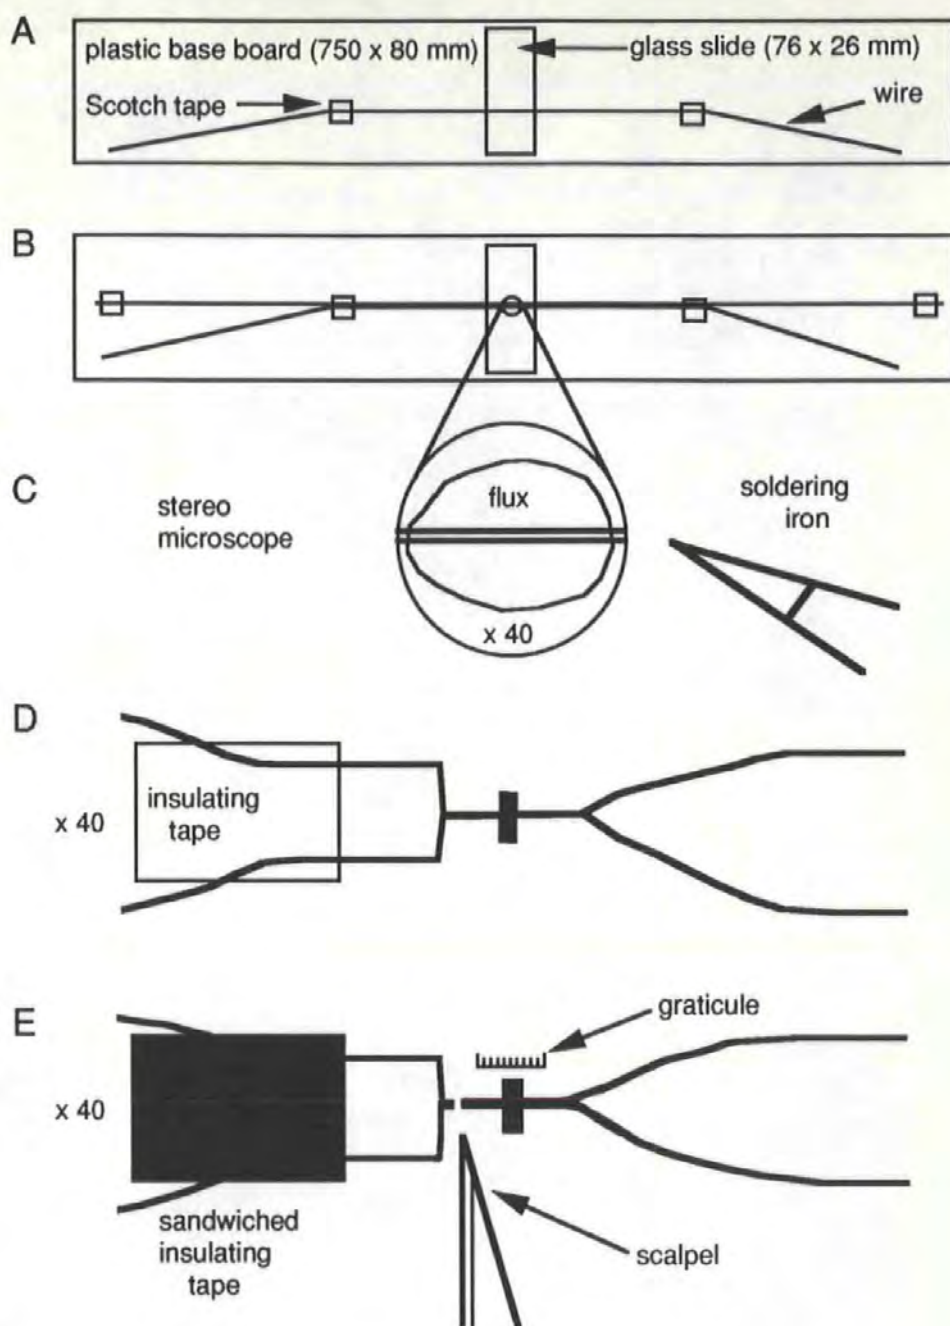 A
plastic base board (750 x 80 mm)
glass slide (76 x 26 mm)
Scotch tape
wire
B
C
stereo
microscope
flux
x 40
soldering
iron
D
x 40
insulating
tape
E
graticule
x 40
sandwiched
insulating
tape
scalpel